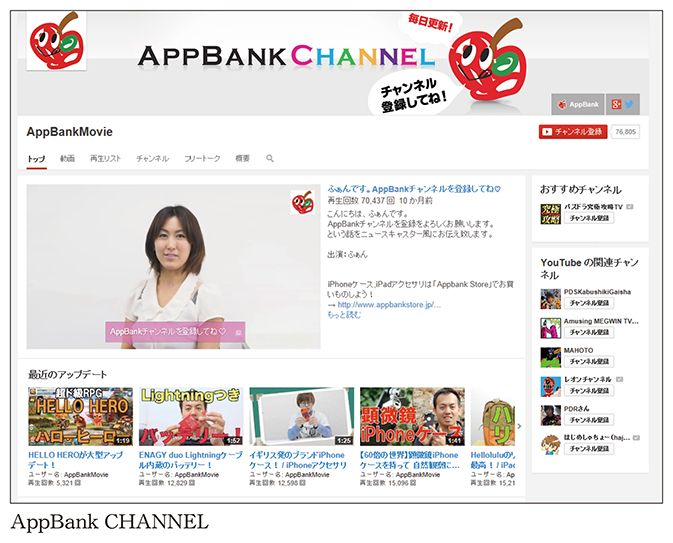 毎日更新!
APPBANK CHANNEL
チャンネル
登録してね!
AppBank
AppBankMovie
チャンネル登録 76,805
トップ 動画 再生リスト チャンネル フリートーク 概要
ふぁんです。AppBankチャンネルを登録してね♡
再生回数 70,437 回 10 か月前
こんにちは、ふぁんです。
AppBankチャンネルを登録をよろしくお願いします。
という話をニュースキャスター風にお伝え致します。
出演：ふぁん
iPhoneケース、iPadアクセサリは「Appbank Store」でお買
いものしよう！
→ http://www.appbankstore.jp/...
もっと読む
AppBankチャンネルを登録してね♡
おすすめチャンネル
究極
攻略
パズドラ究極攻略TV
チャンネル登録
YouTube の関連チャン
ネル
PDSKabushikiGaisha
チャンネル登録
Amusing MEGWIN TV...
チャンネル登録
MAHOTO
チャンネル登録
レオンチャンネル
チャンネル登録
PDRさん
チャンネル登録
はじめしゃちょー（haj...
チャンネル登録
最近のアップデート
超ド級RPG
HELLO HERO
ハローヒーロ
1:19
HELLO HEROが大型アップ
デート！
ユーザー名: AppBankMovie
再生回数 5,321 回
Lightningつき
バッテリー！
1:57
ENAGY duo Lightningケーブ
ル内蔵のバッテリー！
ユーザー名: AppBankMovie
再生回数 12,829 回
1:25
イギリス発のブランドiPhone
ケース！ / iPhoneアクセサリ
ユーザー名: AppBankMovie
再生回数 12,598 回
顕微鏡
iPhoneケース
1:41
【60倍の世界】顕微鏡iPhone
ケースを持って 自然観察に...
ユーザー名: AppBankMovie
再生回数 15,096 回
ハリ
Helloluluの
最高！ / iPad
ユーザー名: AppB
再生回数 15,21
AppBank CHANNEL